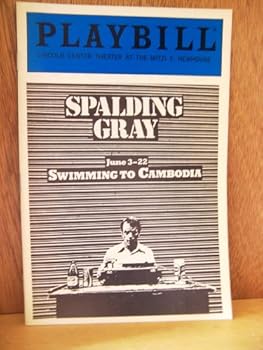 PLAYBILL
LINCOLN CENTER THEATER AT THE MITZI E. NEWHOUSE
SPALDING
GRAY
June 3–22
SWIMMING TO CAMBODIA